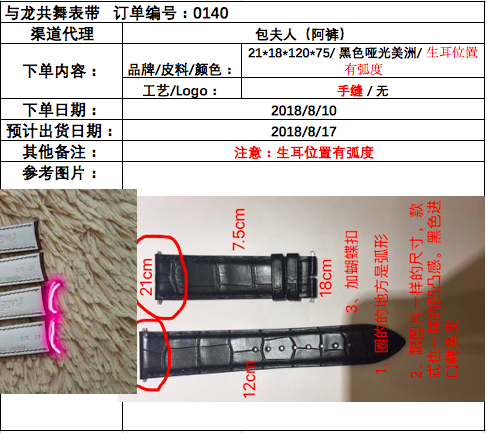 与龙共舞表带 订单编号：0140
渠道代理
包夫人（阿裤）
下单内容：
品牌/皮料/颜色：
21*18*120*75/ 黑色哑光美洲/ 生耳位置
有弧度
工艺/Logo：
手缝 / 无
下单日期：
2018/8/10
预计出货日期：
2018/8/17
其他备注：
注意：生耳位置有弧度
参考图片：
21cm
7.5cm
18cm
12cm
3、加蝴蝶扣
1、圈的的地方是弧形
2、跟图片一样的尺寸，款
式也一样的凹凸感。黑色进